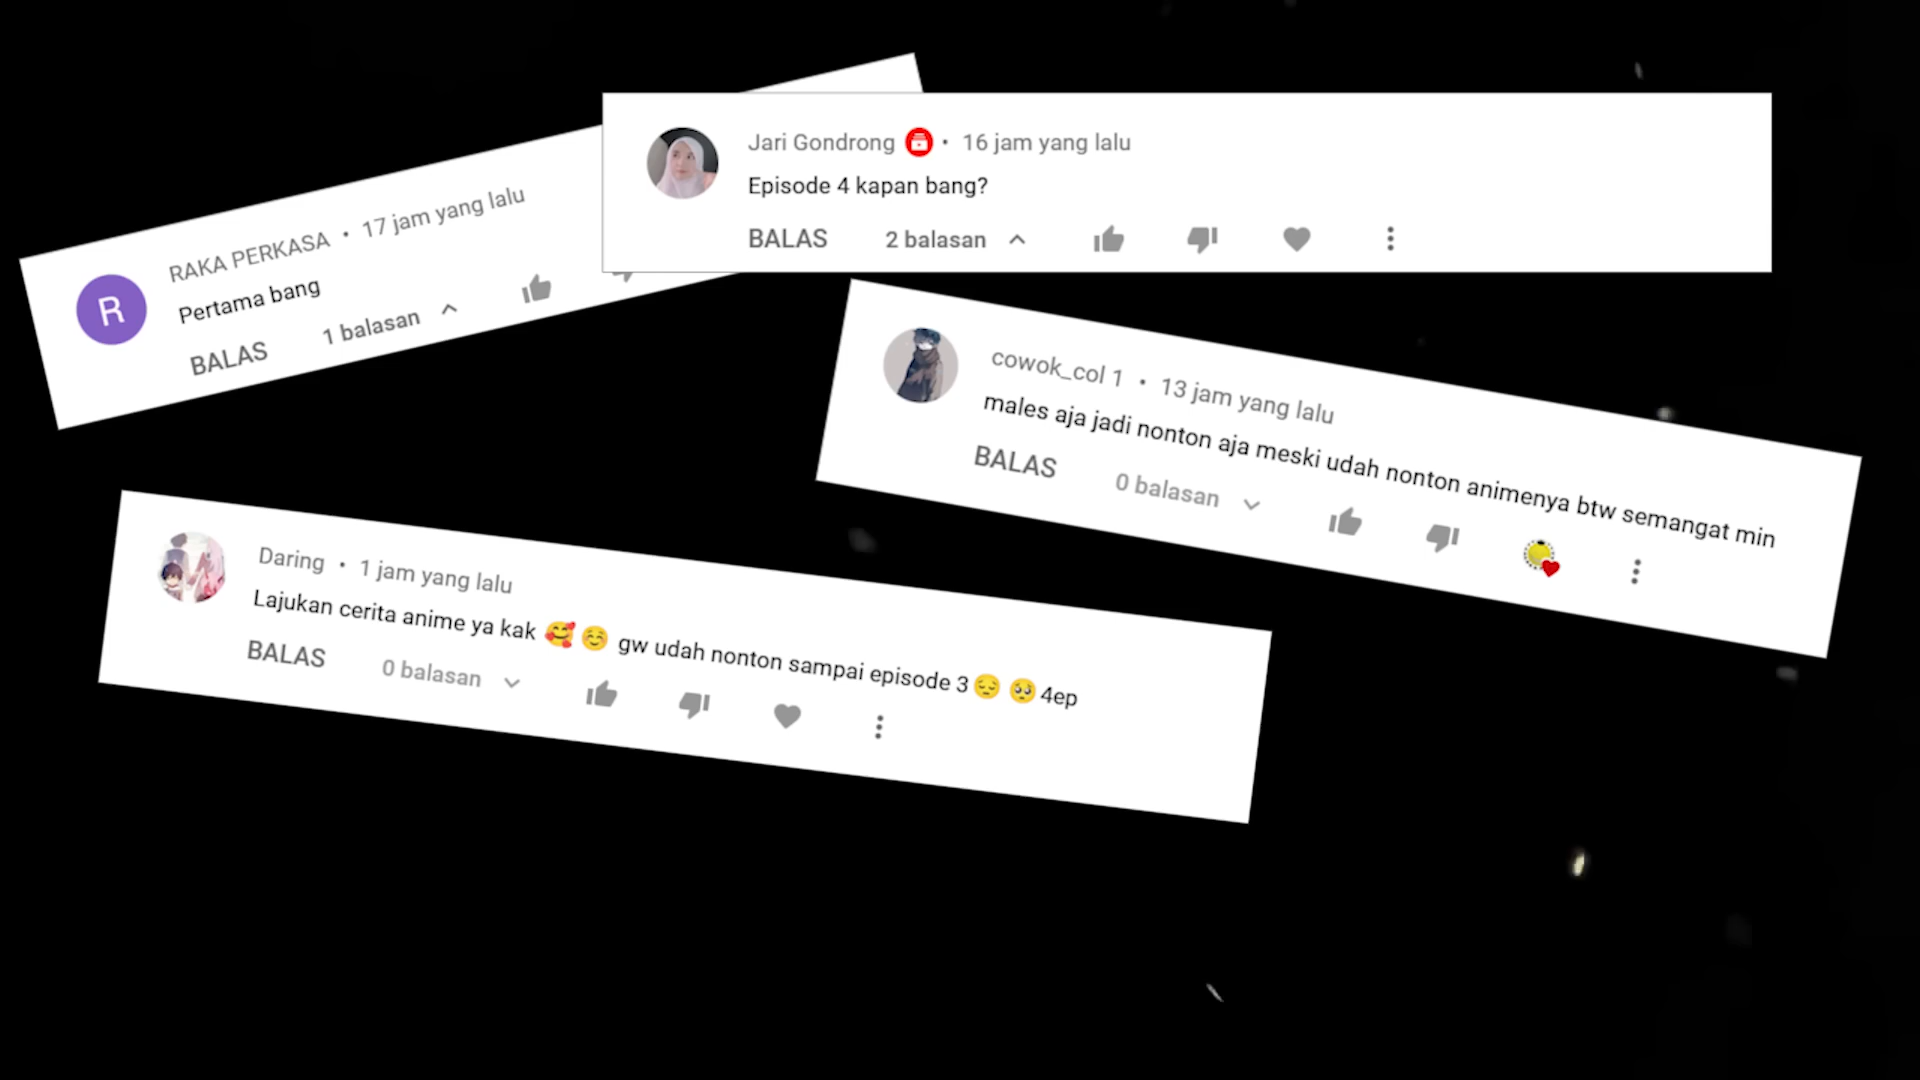 Jari Gondrong • 16 jam yang lalu
Episode 4 kapan bang?
BALAS 2 balasan
R
RAKA PERKASA • 17 jam yang lalu
Pertama bang
BALAS 1 balasan
cowok_col 1 • 13 jam yang lalu
males aja jadi nonton aja meski udah nonton animenya btw semangat min
BALAS 0 balasan
Daring • 1 jam yang lalu
Lajukan cerita anime ya kak 🥰 ☺️ gw udah nonton sampai episode 3😔 🥺4ep
BALAS 0 balasan